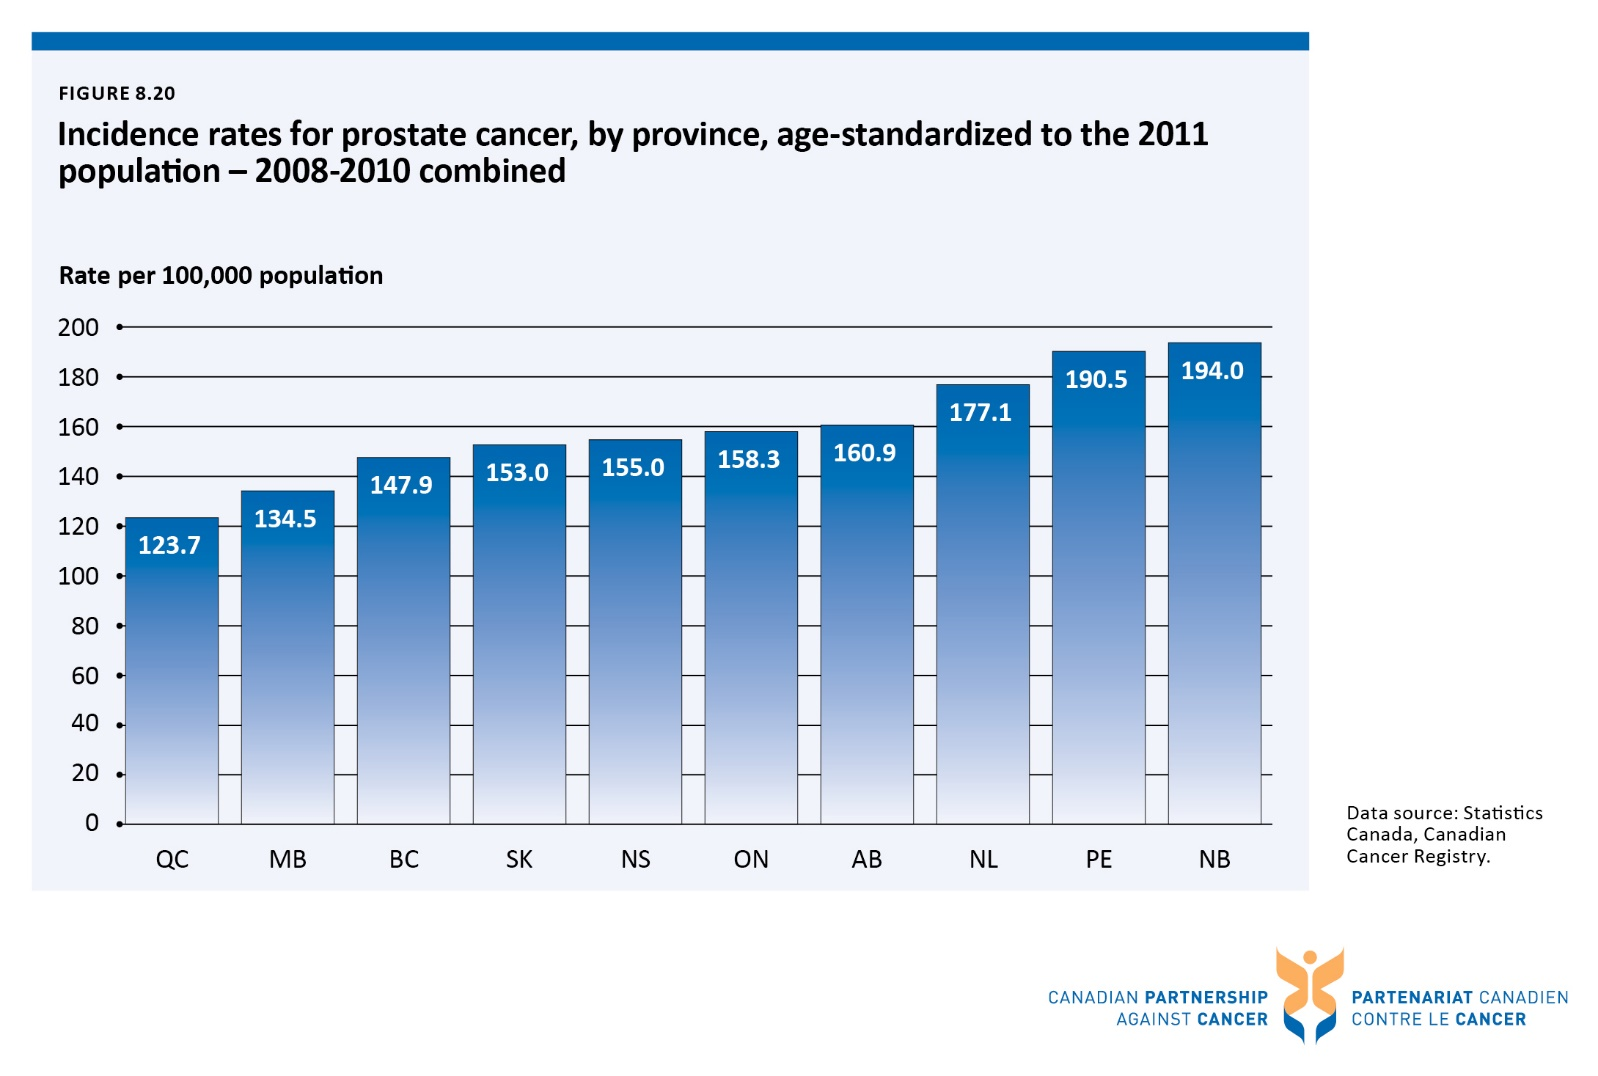 FIGURE 8.20
Incidence rates for prostate cancer, by province, age-standardized to the 2011
population – 2008-2010 combined
Rate per 100,000 population
200
180
160
140
120
100
80
60
40
20
0
123.7
134.5
147.9
153.0
155.0
158.3
160.9
177.1
190.5
194.0
QC MB BC SK NS ON AB NL PE NB
Data source: Statistics
Canada, Canadian
Cancer Registry.
CANADIAN PARTNERSHIP
AGAINST CANCER
PARTENARIAT CANADIEN
CONTRE LE CANCER